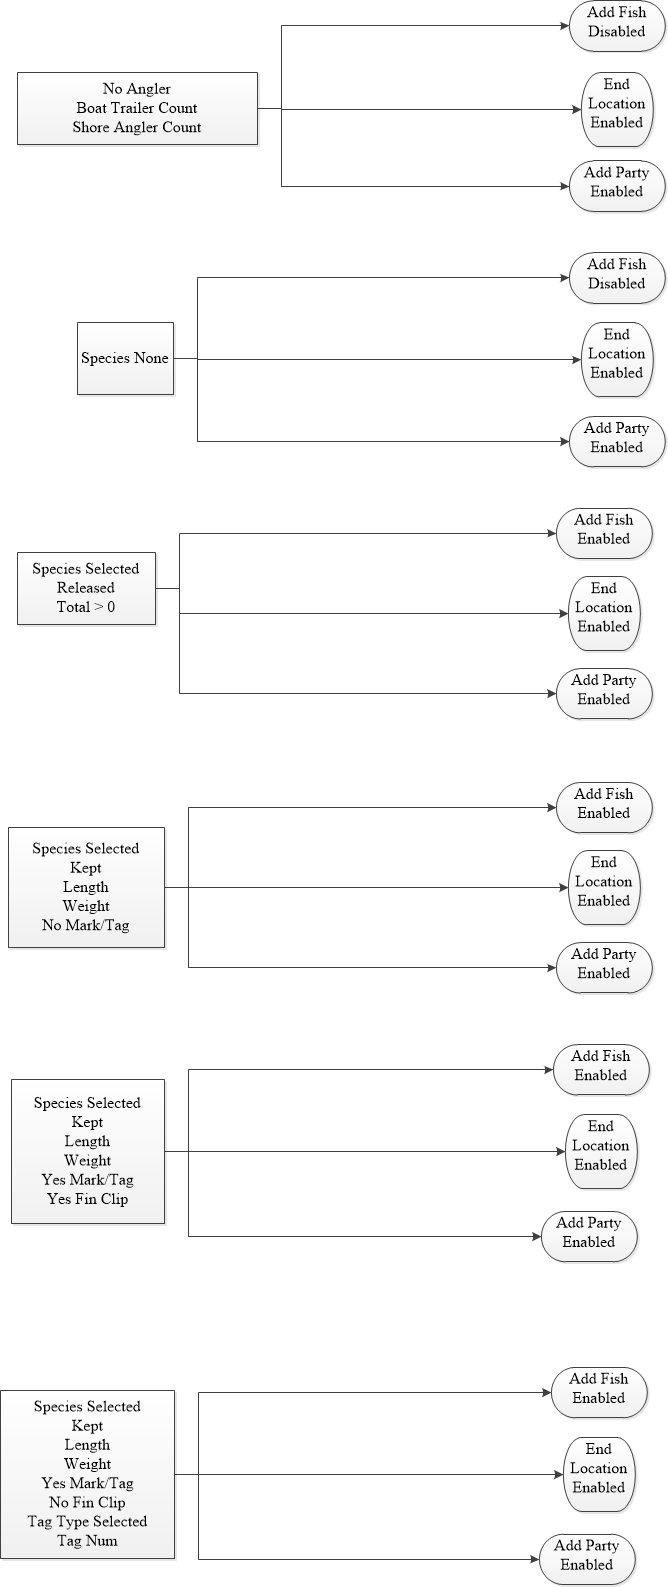 No Angler
Boat Trailer Count
Shore Angler Count
Add Fish
Disabled
End
Location
Enabled
Add Party
Enabled
Species None
Add Fish
Disabled
End
Location
Enabled
Add Party
Enabled
Species Selected
Released
Total > 0
Add Fish
Enabled
End
Location
Enabled
Add Party
Enabled
Species Selected
Kept
Length
Weight
No Mark/Tag
Add Fish
Enabled
End
Location
Enabled
Add Party
Enabled
Species Selected
Kept
Length
Weight
Yes Mark/Tag
Yes Fin Clip
Add Fish
Enabled
End
Location
Enabled
Add Party
Enabled
Species Selected
Kept
Length
Weight
Yes Mark/Tag
No Fin Clip
Tag Type Selected
Tag Num
Add Fish
Enabled
End
Location
Enabled
Add Party
Enabled